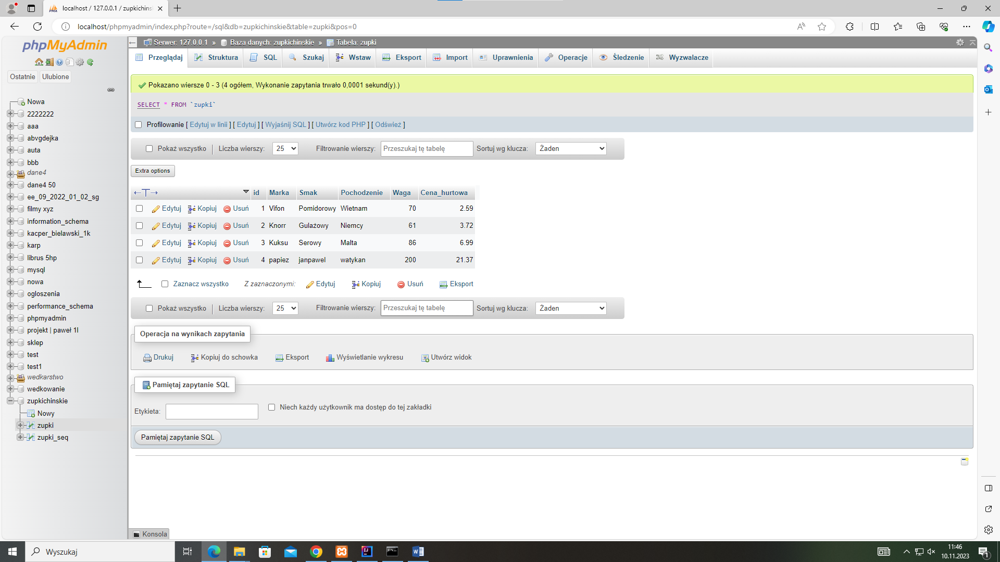 localhost / 127.0.0.1 / zupkichins
localhost/phpmyadmin/index.php?route=/sql&db=zupkichinskie&table=zupki&pos=0
phpMyAdmin
Ostatnie Ulubione
Nowa
2222222
aaa
abvgdejka
auta
bbb
dane4
dane4 50
ee_09_2022_01_02_sg
filmy xyz
information_schema
kacper_bielawski_1k
karp
librus 5hp
mysql
nowa
ogloszenia
performance_schema
phpmyadmin
projekt | paweł 1l
sklep
test
test1
wedkarstwo
wedkowanie
zupkichinskie
Nowy
zupki
zupki_seq
Serwer: 127.0.0.1 » Baza danych: zupkichinskie » Tabela: zupki
Przeglądaj Struktura SQL Szukaj Wstaw Eksport Import Uprawnienia Operacje Śledzenie Wyzwalacze
Pokazano wiersze 0 - 3 (4 ogółem, Wykonanie zapytania trwało 0,0001 sekund(y).)
SELECT * FROM `zupki`
Profilowanie [ Edytuj w linii ] [ Edytuj ] [ Wyjaśnij SQL ] [ Utwórz kod PHP ] [ Odśwież ]
Pokaż wszystko Liczba wierszy: 25 Filtrowanie wierszy: Przeszukaj tę tabelę Sortuj wg klucza: Żaden
Extra options
id Marka Smak Pochodzenie Waga Cena_hurtowa
Edytuj Kopiuj Usuń 1 Vifon Pomidorowy Wietnam 70 2.59
Edytuj Kopiuj Usuń 2 Knorr Gulażowy Niemcy 61 3.72
Edytuj Kopiuj Usuń 3 Kuksu Serowy Malta 86 6.99
Edytuj Kopiuj Usuń 4 papiez janpawel watykan 200 21.37
Zaznacz wszystko Z zaznaczonymi: Edytuj Kopiuj Usuń Eksport
Pokaż wszystko Liczba wierszy: 25 Filtrowanie wierszy: Przeszukaj tę tabelę Sortuj wg klucza: Żaden
Operacja na wynikach zapytania
Drukuj Kopiuj do schowka Eksport Wyświetlanie wykresu Utwórz widok
Pamiętaj zapytanie SQL
Etykieta: Niech każdy użytkownik ma dostęp do tej zakładki
Pamiętaj zapytanie SQL
Konsola
Wyszukaj
11:46
10.11.2023
1